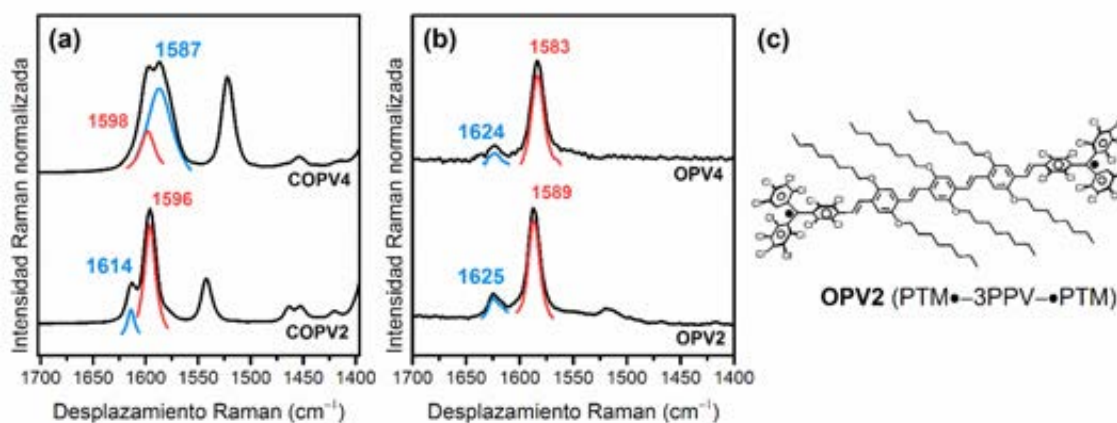 (a)
1587
1598
COPV4
1596
1614
COPV2
Intensidad Raman normalizada
1700 1650 1600 1550 1500 1450 1400
Desplazamiento Raman (cm⁻¹)
(b)
1583
1624
OPV4
1589
1625
OPV2
Intensidad Raman normalizada
1700 1650 1600 1550 1500 1450 1400
Desplazamiento Raman (cm⁻¹)
(c)
OPV2 (PTM•–3PPV–•PTM)